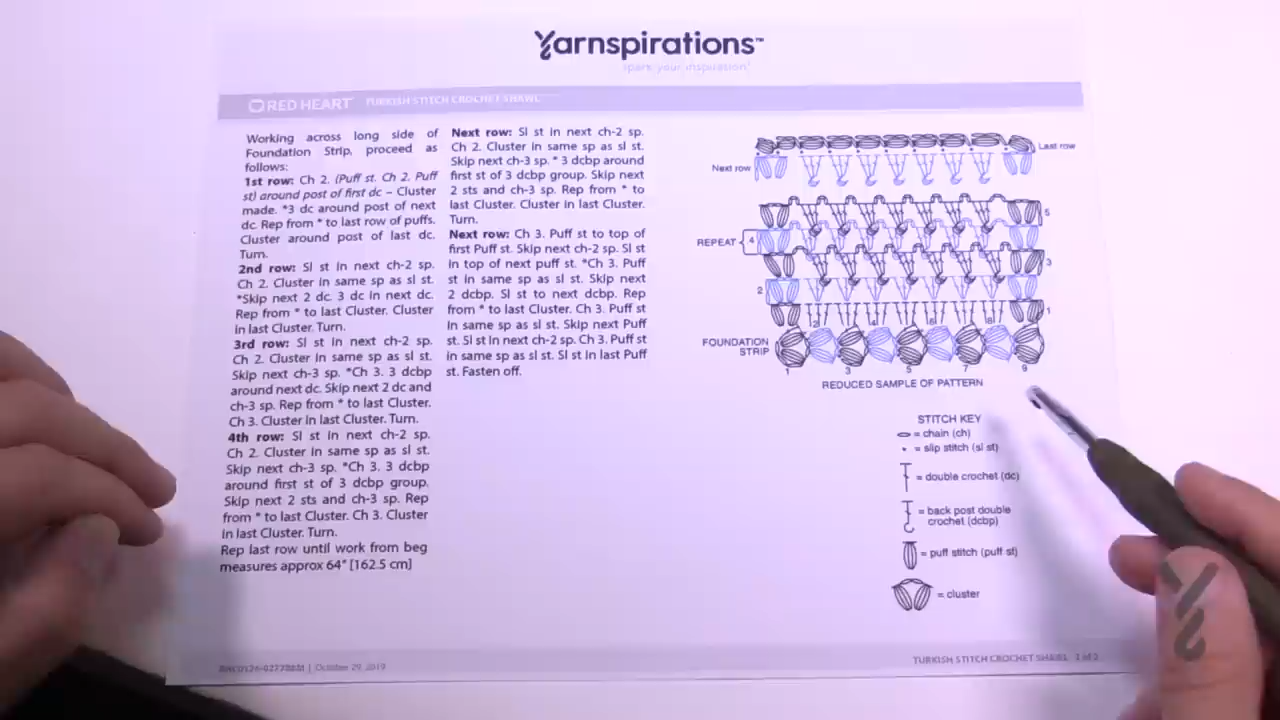 Yarnspirations™
spark your inspiration!
RED HEART TURKISH STITCH CROCHET SHAWL
Working across long side of
Foundation Strip, proceed as
follows:
1st row: Ch 2. (Puff st. Ch 2. Puff
st) around post of first dc – Cluster
made. *3 dc around post of next
dc. Rep from * to last row of puffs.
Cluster around post of last dc.
Turn.
2nd row: Sl st in next ch-2 sp.
Ch 2. Cluster in same sp as sl st.
*Skip next 2 dc. 3 dc in next dc.
Rep from * to last Cluster. Cluster
in last Cluster. Turn.
3rd row: Sl st in next ch-2 sp.
Ch 2. Cluster in same sp as sl st.
Skip next ch-3 sp. *Ch 3. 3 dcbp
around next dc. Skip next 2 dc and
ch-3 sp. Rep from * to last Cluster.
Ch 3. Cluster in last Cluster. Turn.
4th row: Sl st in next ch-2 sp.
Ch 2. Cluster in same sp as sl st.
Skip next ch-3 sp. *Ch 3. 3 dcbp
around first st of 3 dcbp group.
Skip next 2 sts and ch-3 sp. Rep
from * to last Cluster. Ch 3. Cluster
in last Cluster. Turn.
Rep last row until work from beg
measures approx 64" [162.5 cm]
Next row: Sl st in next ch-2 sp.
Ch 2. Cluster in same sp as sl st.
Skip next ch-3 sp. * 3 dcbp around
first st of 3 dcbp group. Skip next
2 sts and ch-3 sp. Rep from * to
last Cluster. Cluster in last Cluster.
Turn.
Next row: Ch 3. Puff st to top of
first Puff st. Skip next ch-2 sp. Sl st
in top of next puff st. *Ch 3. Puff
st in same sp as sl st. Skip next
2 dcbp. Sl st to next dcbp. Rep
from * to last Cluster. Ch 3. Puff st
in same sp as sl st. Skip next Puff
st. Sl st in next ch-2 sp. Ch 3. Puff st
in same sp as sl st. Sl st in last Puff
st. Fasten off.
Last row
Next row
5
REPEAT 4
3
2
1
2 4 6 8
FOUNDATION
STRIP
1 3 5 7 9
REDUCED SAMPLE OF PATTERN
STITCH KEY
= chain (ch)
= slip stitch (sl st)
= double crochet (dc)
= back post double
crochet (dcbp)
= puff stitch (puff st)
= cluster
October 29, 2019
TURKISH STITCH CROCHET SHAWL